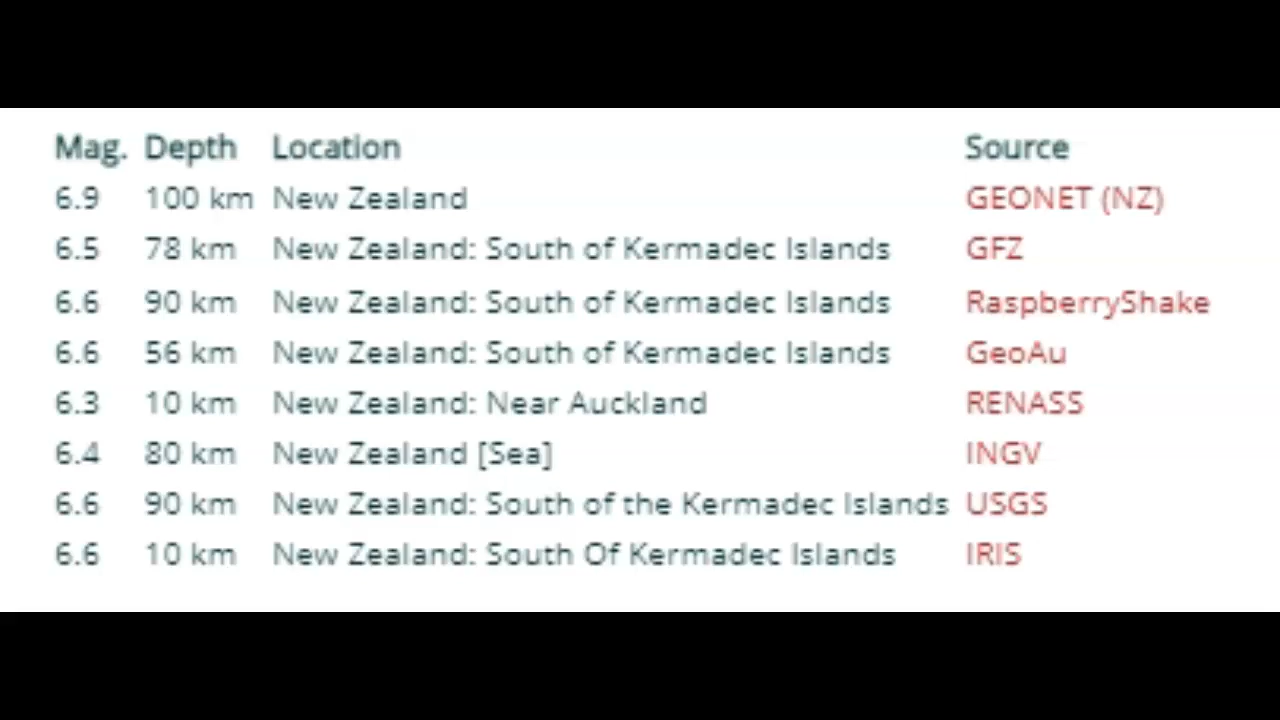 Mag. Depth Location Source
6.9 100 km New Zealand GEONET (NZ)
6.5 78 km New Zealand: South of Kermadec Islands GFZ
6.6 90 km New Zealand: South of Kermadec Islands RaspberryShake
6.6 56 km New Zealand: South of Kermadec Islands GeoAu
6.3 10 km New Zealand: Near Auckland RENASS
6.4 80 km New Zealand [Sea] INGV
6.6 90 km New Zealand: South of the Kermadec Islands USGS
6.6 10 km New Zealand: South Of Kermadec Islands IRIS